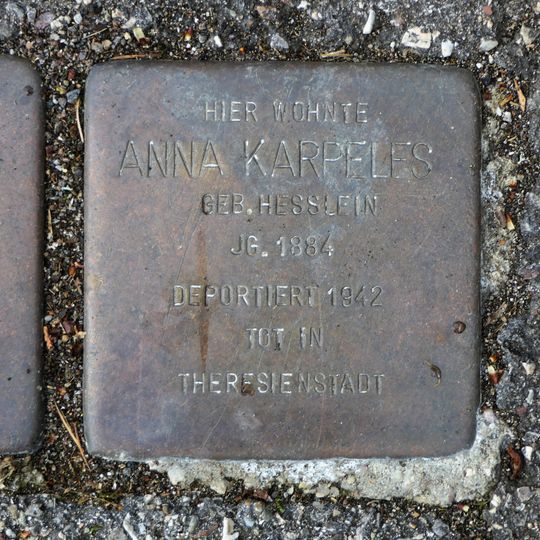 HIER WOHNTE
ANNA KARPELES
GEB. HESSLEIN
JG. 1884
DEPORTIERT 1942
TOT IN
THERESIENSTADT